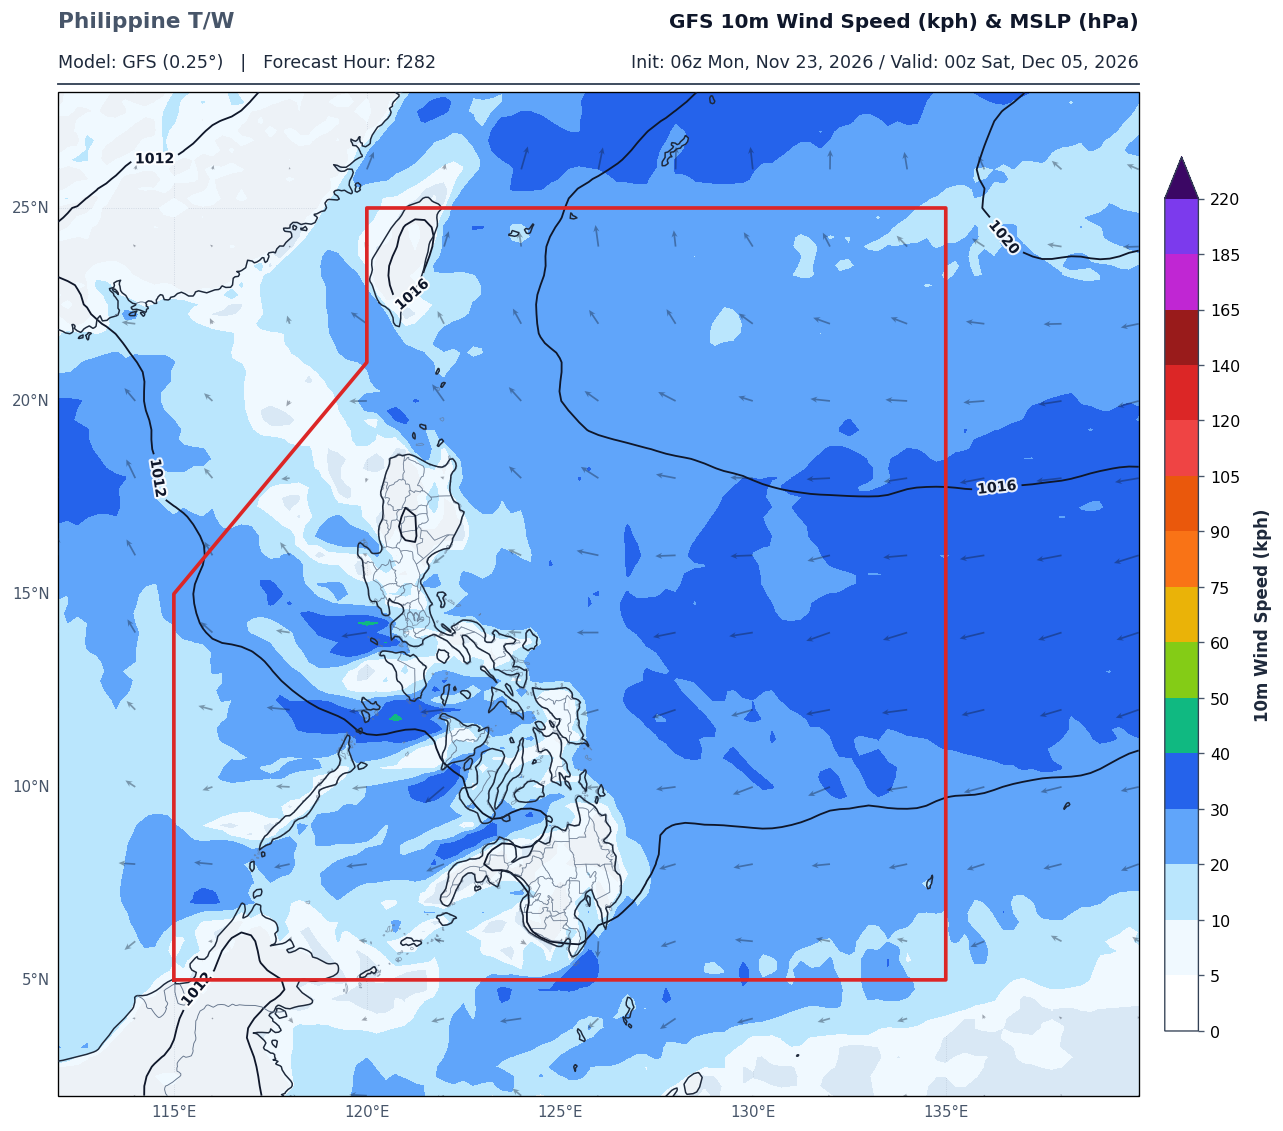 Philippine T/W
GFS 10m Wind Speed (kph) & MSLP (hPa)
Model: GFS (0.25°)   |   Forecast Hour: f282
Init: 06z Mon, Nov 23, 2026 / Valid: 00z Sat, Dec 05, 2026
1012
1020
1016
1012
1016
1012
25°N
20°N
15°N
10°N
5°N
115°E
120°E
125°E
130°E
135°E
220
185
165
140
120
105
90
75
60
50
40
30
20
10
5
0
10m Wind Speed (kph)